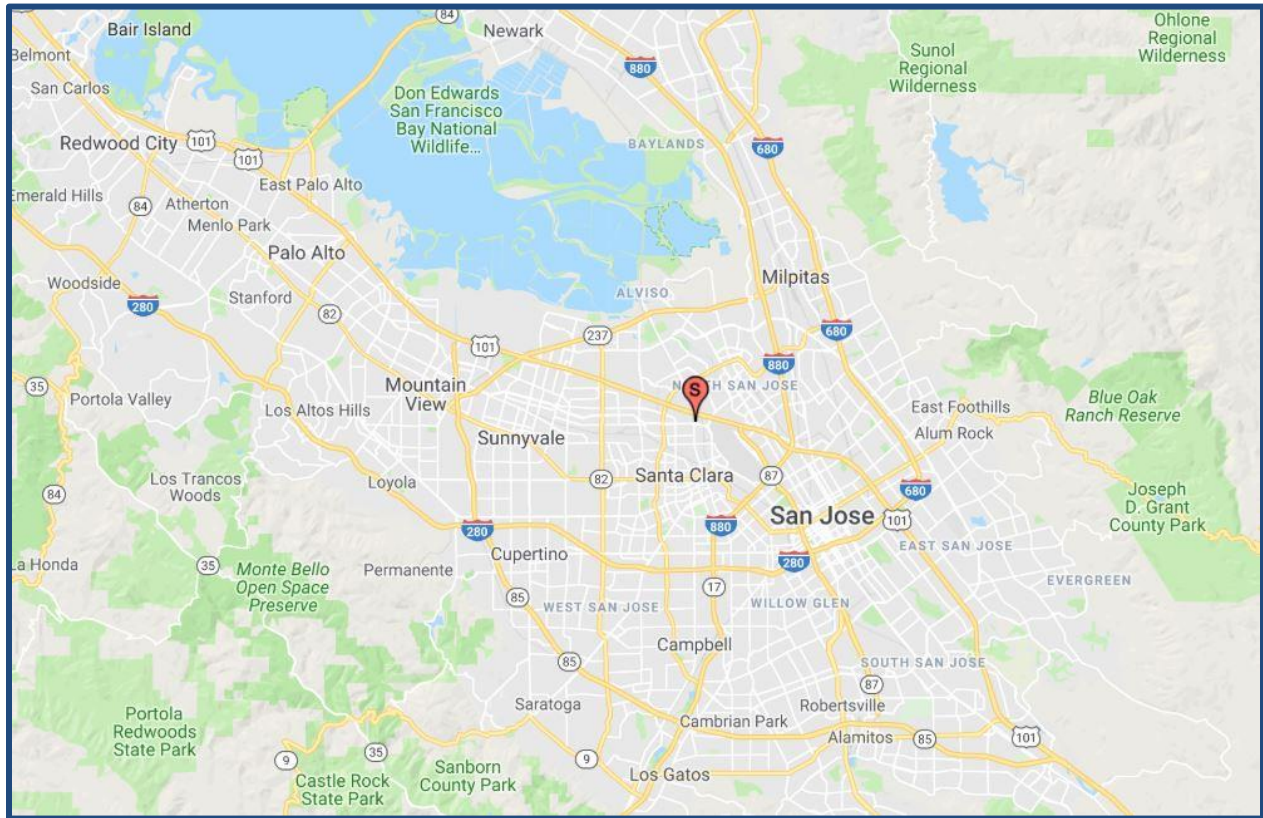 Bair Island
84
Newark
Ohlone
Regional
Wilderness
Belmont
880
Sunol
Regional
Wilderness
San Carlos
Don Edwards
San Francisco
Bay National
Wildlife...
Redwood City
101
101
BAYLANDS
680
East Palo Alto
Emerald Hills
84
Atherton
Menlo Park
Palo Alto
Woodside
280
Stanford
82
ALVISO
Milpitas
237
101
680
880
35
Portola Valley
Mountain
View
S
NORTH SAN JOSE
Los Altos Hills
Blue Oak
Ranch Reserve
East Foothills
Alum Rock
Sunnyvale
Los Trancos
Woods
Loyola
82
Santa Clara
87
680
84
Joseph
D. Grant
County Park
280
880
San Jose
101
EAST SAN JOSE
La Honda
35
Monte Bello
Open Space
Preserve
Permanente
Cupertino
280
EVERGREEN
85
17
WEST SAN JOSE
WILLOW GLEN
Campbell
85
SOUTH SAN JOSE
87
Saratoga
Robertsville
Portola
Redwoods
State Park
Cambrian Park
Alamitos
85
101
9
35
9
Sanborn
County Park
Los Gatos
Castle Rock
State Park